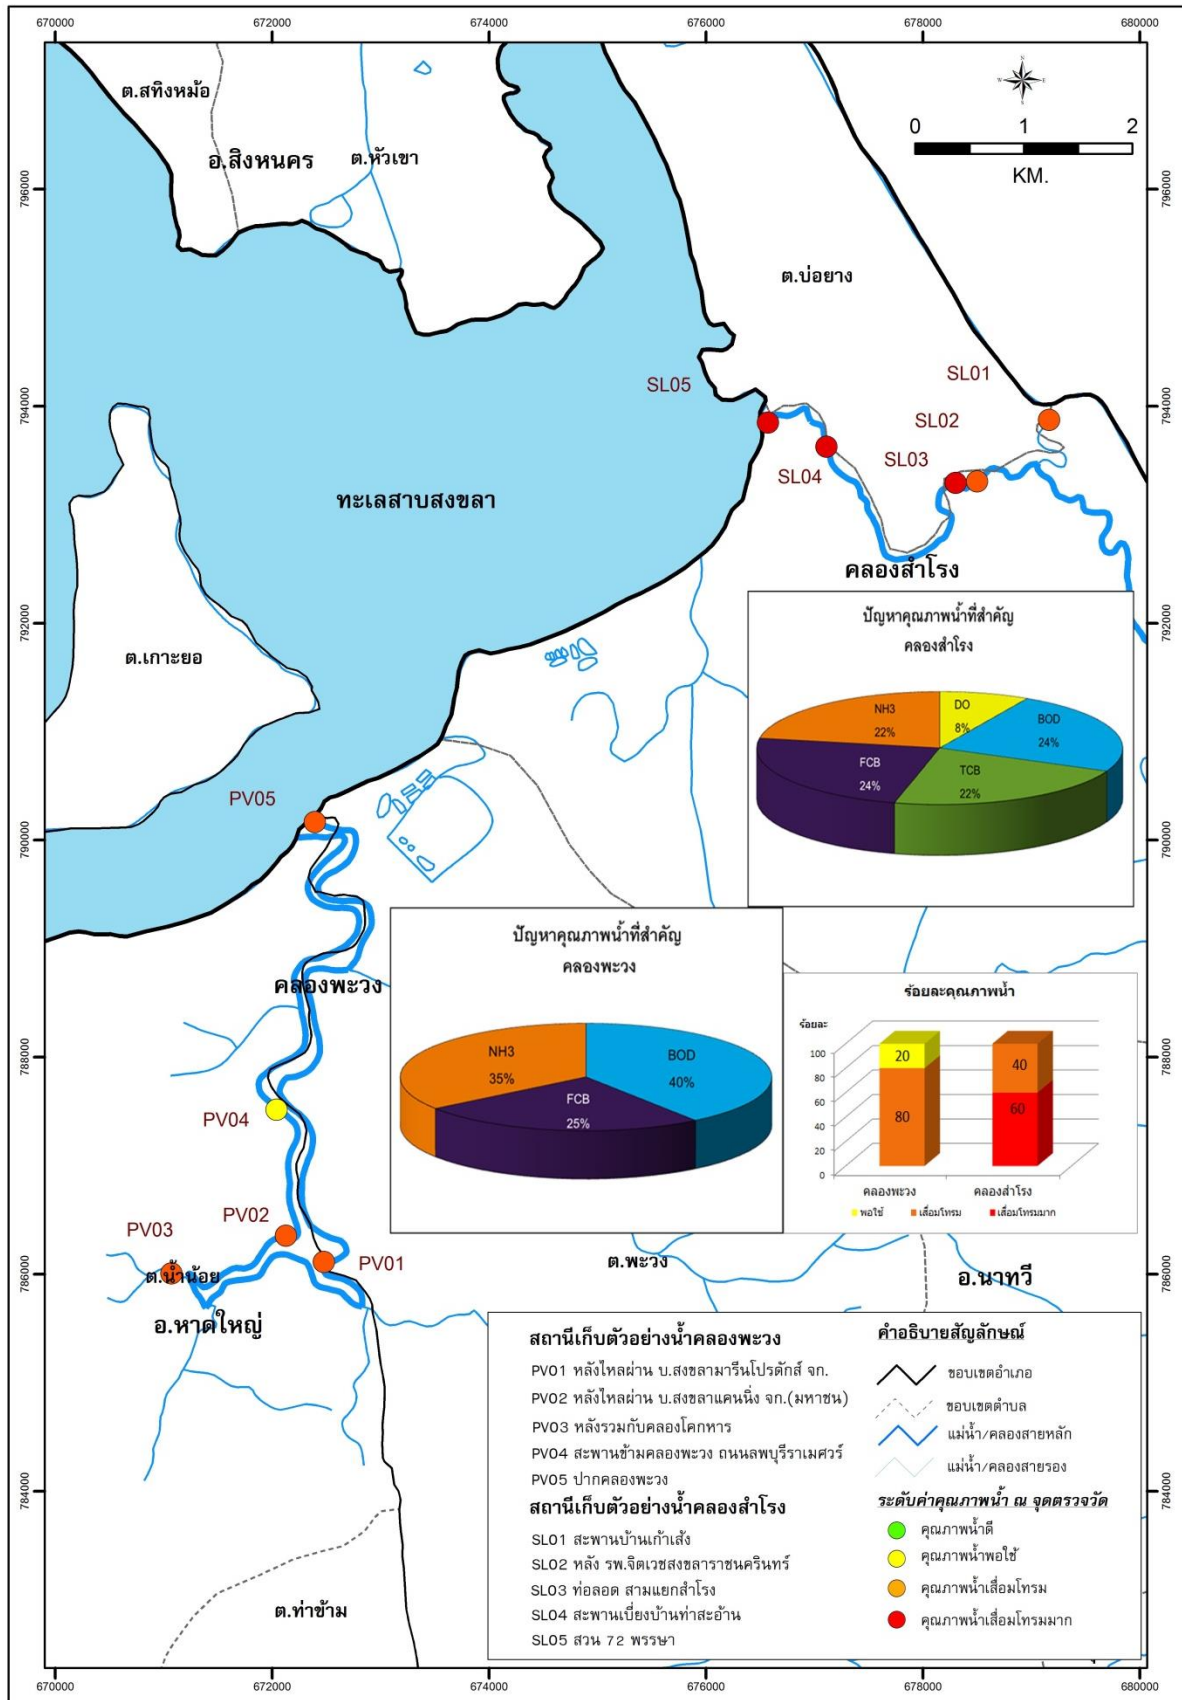 670000
672000
674000
676000
678000
680000
ต.สทิงหม้อ
อ.สิงหนคร
ต.หัวเขา
0
1
2
KM.
796000
796000
ต.บ่อยาง
SL01
SL05
794000
794000
SL02
SL03
SL04
ทะเลสาบสงขลา
คลองสำโรง
792000
792000
ปัญหาคุณภาพน้ำที่สำคัญ
คลองสำโรง
NH3
22%
DO
8%
BOD
24%
FCB
24%
TCB
22%
ต.เกาะยอ
PV05
790000
790000
ปัญหาคุณภาพน้ำที่สำคัญ
คลองพะวง
NH3
35%
BOD
40%
FCB
25%
คลองพะวง
ร้อยละคุณภาพน้ำ
ร้อยละ
100
80
60
40
20
0
20
80
40
60
คลองพะวง
คลองสำโรง
พอใช้
เสื่อมโทรม
เสื่อมโทรมมาก
788000
788000
PV04
PV03
PV02
PV01
ต.น้ำน้อย
786000
786000
ต.พะวง
อ.นาทวี
อ.หาดใหญ่
สถานีเก็บตัวอย่างน้ำคลองพะวง
PV01 หลังไหลผ่าน บ.สงขลามารีนโปรดักส์ จก.
PV02 หลังไหลผ่าน บ.สงขลาแคนนิ่ง จก.(มหาชน)
PV03 หลังรวมกับคลองโคกหาร
PV04 สะพานข้ามคลองพะวง ถนนลพบุรีราเมศวร์
PV05 ปากคลองพะวง
สถานีเก็บตัวอย่างน้ำคลองสำโรง
SL01 สะพานบ้านเก้าเส้ง
SL02 หลัง รพ.จิตเวชสงขลาราชนครินทร์
SL03 ท่อลอด สามแยกสำโรง
SL04 สะพานเบี่ยงบ้านท่าสะอ้าน
SL05 สวน 72 พรรษา
คำอธิบายสัญลักษณ์
ขอบเขตอำเภอ
ขอบเขตตำบล
แม่น้ำ/คลองสายหลัก
แม่น้ำ/คลองสายรอง
ระดับค่าคุณภาพน้ำ ณ จุดตรวจวัด
คุณภาพน้ำดี
คุณภาพน้ำพอใช้
คุณภาพน้ำเสื่อมโทรม
คุณภาพน้ำเสื่อมโทรมมาก
784000
784000
ต.ท่าข้าม
670000
672000
674000
676000
678000
680000